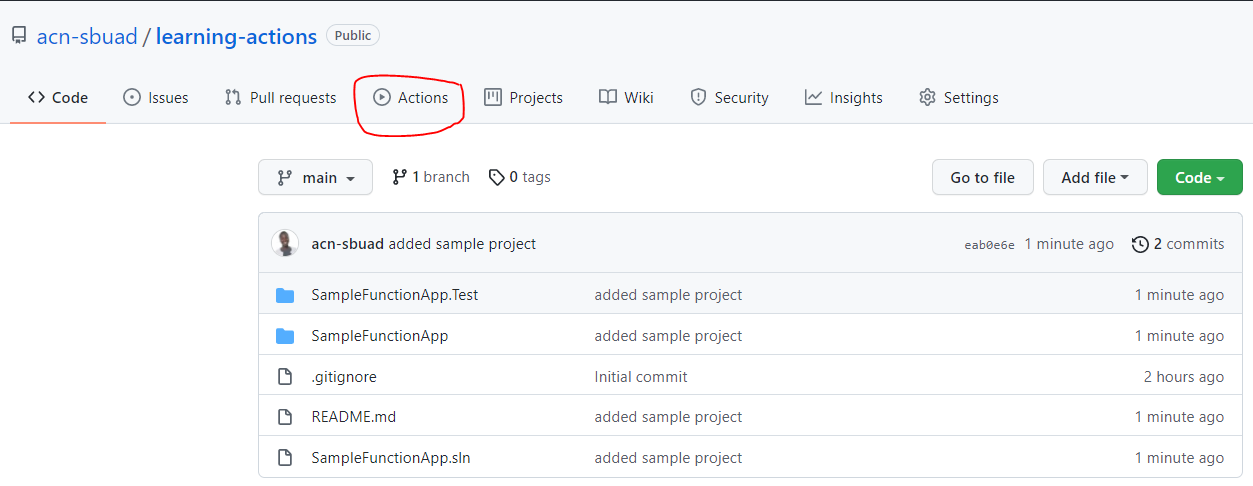 acn-sbuad / learning-actions Public
Code Issues Pull requests Actions Projects Wiki Security Insights Settings
main 1 branch 0 tags Go to file Add file Code
acn-sbuad added sample project eab0e6e 1 minute ago 2 commits
SampleFunctionApp.Test added sample project 1 minute ago
SampleFunctionApp added sample project 1 minute ago
.gitignore Initial commit 2 hours ago
README.md added sample project 1 minute ago
SampleFunctionApp.sln added sample project 1 minute ago